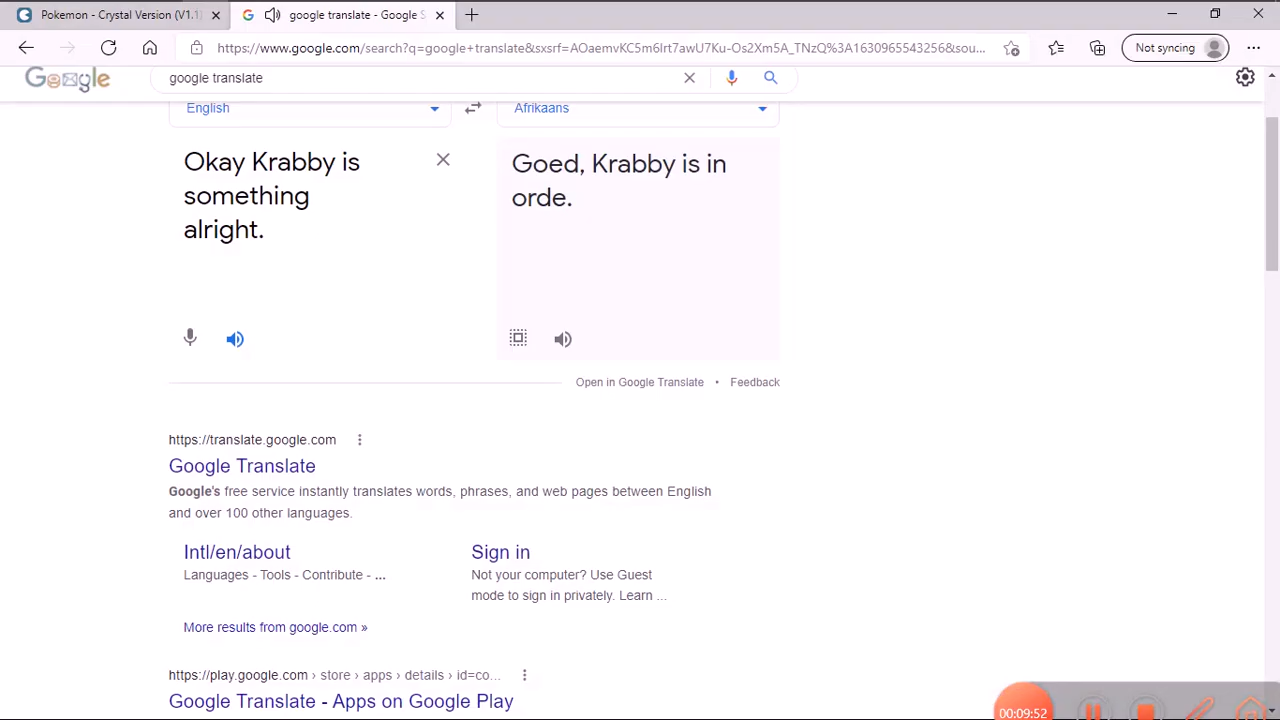 Pokemon - Crystal Version (V1.1)
google translate - Google S
Not syncing
https://www.google.com/search?q=google+translate&sxsrf=AOaemvKC5m6Irt7awU7Ku-Os2Xm5A_TNzQ%3A1630965543256&sou...
Google
google translate
English
Afrikaans
Okay Krabby is
something
alright.
Goed, Krabby is in
orde.
Open in Google Translate • Feedback
https://translate.google.com
Google Translate
Google's free service instantly translates words, phrases, and web pages between English
and over 100 other languages.
Intl/en/about
Languages - Tools - Contribute - ...
Sign in
Not your computer? Use Guest
mode to sign in privately. Learn ...
More results from google.com »
https://play.google.com › store › apps › details › id=co...
Google Translate - Apps on Google Play
00:09:52